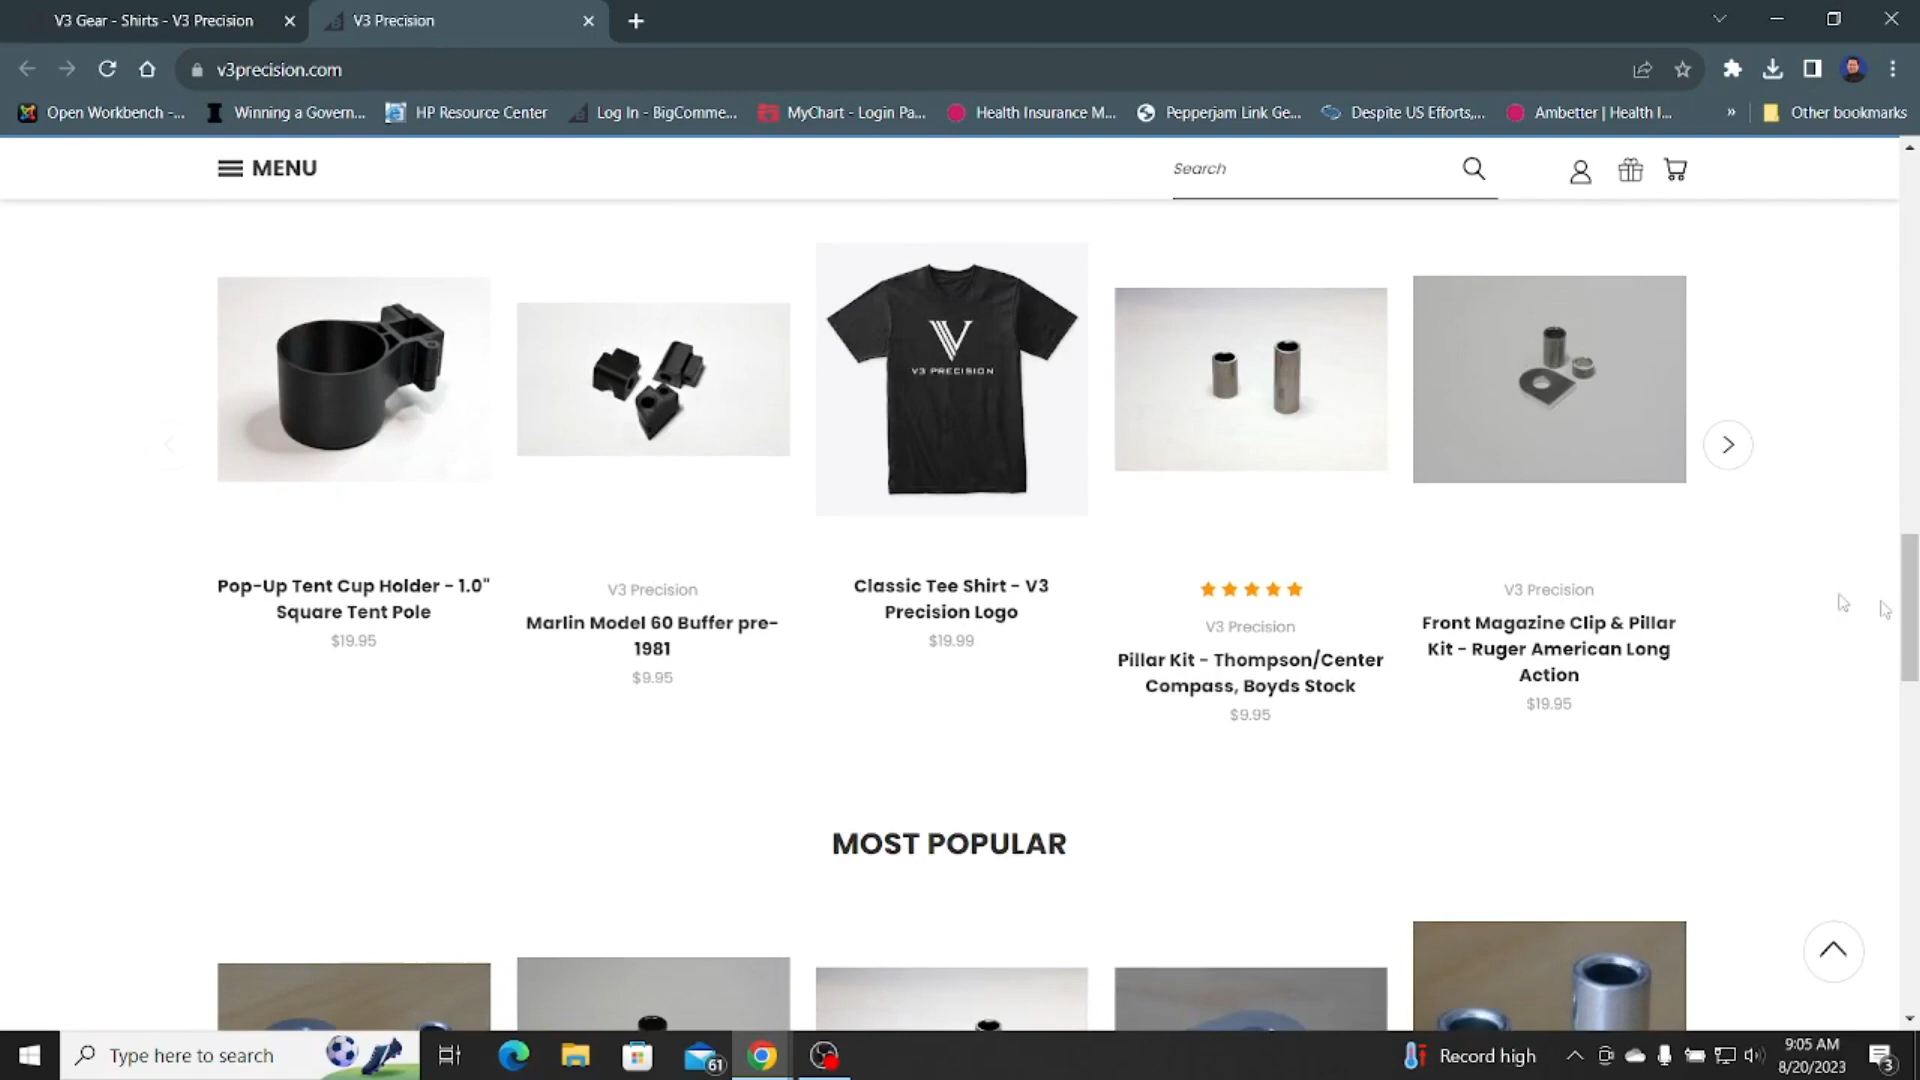 V3 Gear - Shirts - V3 Precision
V3 Precision
v3precision.com
Open Workbench -...
Winning a Govern...
HP Resource Center
Log In - BigComme...
MyChart - Login Pa...
Health Insurance M...
Pepperjam Link Ge...
Despite US Efforts,...
Ambetter | Health I...
»
Other bookmarks
MENU
Search
V3 PRECISION
Pop-Up Tent Cup Holder - 1.0"
Square Tent Pole
$19.95
V3 Precision
Marlin Model 60 Buffer pre-
1981
$9.95
Classic Tee Shirt - V3
Precision Logo
$19.99
V3 Precision
Pillar Kit - Thompson/Center
Compass, Boyds Stock
$9.95
V3 Precision
Front Magazine Clip & Pillar
Kit - Ruger American Long
Action
$19.95
MOST POPULAR
Type here to search
61
Record high
9:05 AM
8/20/2023
3